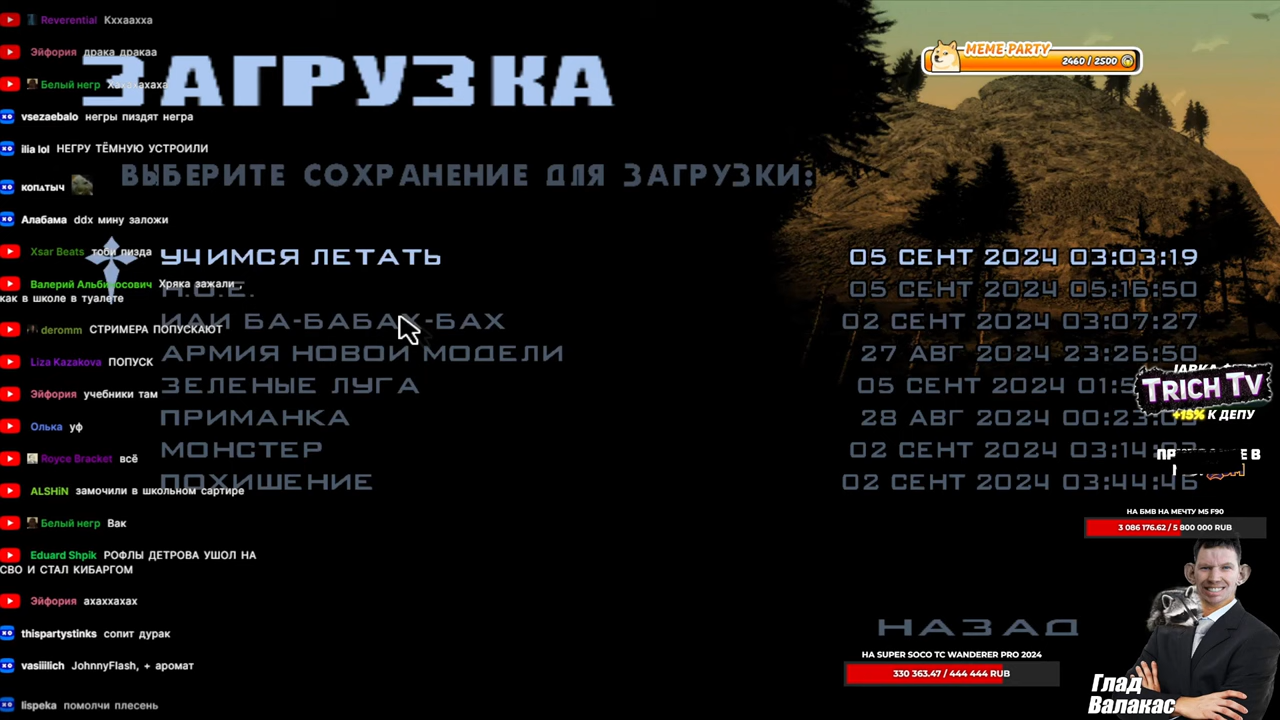 Reverential Кххаахха
Эйфория драка дракаа
Белый негр Хахахахаха
vsezaebalo негры пиздят негра
ilia lol НЕГРУ ТЁМНУЮ УСТРОИЛИ
копатыч
Алабама ddx мину заложи
Xsar Beats тоби пизда
Валерий Хряка зажали ,
как в школе в туалете
deromm СТРИМЕРА ПОПУСКАЮТ
Liza Kazakova ПОПУСК
Эйфория учебники там
Олька уф
Royce Bracket всё
ALSHiN замочили в школьном сартире
Белый негр Вак
Eduard Shpik РОФЛЫ ДЕТРОВА УШОЛ НА
СВО И СТАЛ КИБАРГОМ
Эйфория ахаххахах
thispartystinks сопит дурак
vasiiilich JohnnyFlash, + аромат
lispeka помолчи плесень
ЗАГРУЗКА
ВЫБЕРИТЕ СОХРАНЕНИЕ ДЛЯ ЗАГРУЗКИ:
УЧИМСЯ ЛЕТАТЬ 05 СЕНТ 2024 03:03:19
Н.О.Е. 05 СЕНТ 2024 05:16:50
ИАИ БА-БАБАХ-БАХ 02 СЕНТ 2024 03:07:27
АРМИЯ НОВОЙ МОДЕЛИ 27 АВГ 2024 23:26:50
ЗЕЛЕНЫЕ ЛУГА 05 СЕНТ 2024
ПРИМАНКА 28 АВГ 2024
МОНСТЕР 02 СЕНТ 2024
ПОХИЩЕНИЕ 02 СЕНТ 2024 03:44:46
НАЗАД
MEME PARTY
2460 / 2500
TRICH TV
+15% К ДЕПУ
НА БМВ НА МЕЧТУ M5 F90
3 086 176.62 / 5 800 000 RUB
НА SUPER SOCO TC WANDERER PRO 2024
330 363.47 / 444 444 RUB
Глад
Валакас